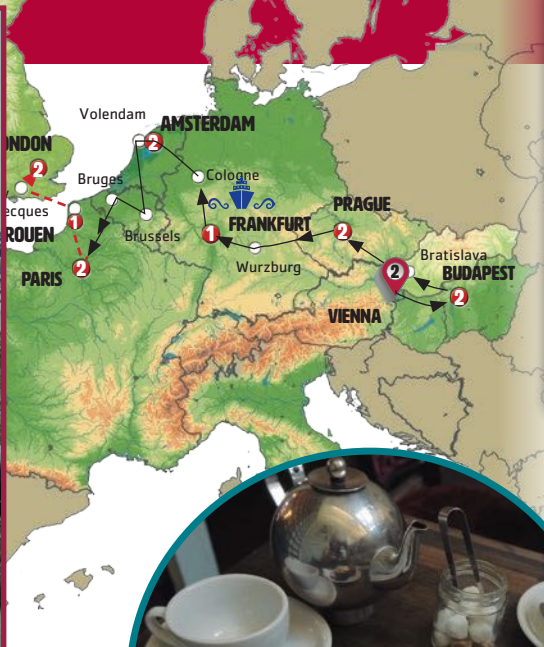 Volendam
AMSTERDAM
2
ONDON
2
Cologne
Bruges
ecques
1
ROUEN
Brussels
1
FRANKFURT
PRAGUE
2
Wurzburg
Bratislava
PARIS
2
2
BUDAPEST
2
VIENNA